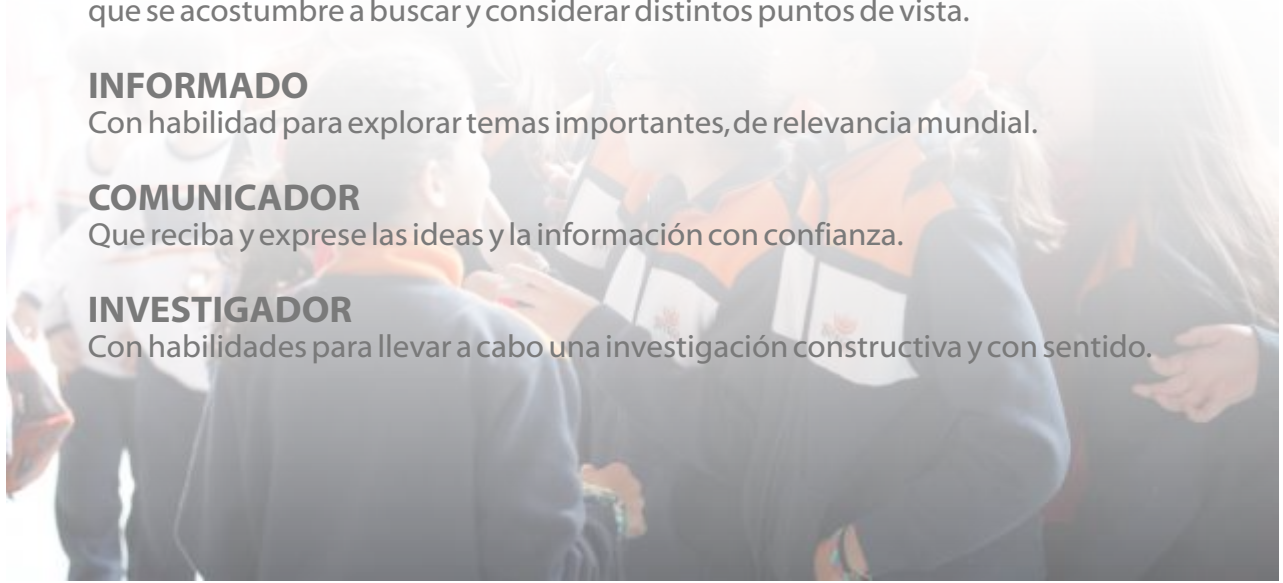 que se acostumbre a buscar y considerar distintos puntos de vista.
INFORMADO
Con habilidad para explorar temas importantes, de relevancia mundial.
COMUNICADOR
Que reciba y exprese las ideas y la información con confianza.
INVESTIGADOR
Con habilidades para llevar a cabo una investigación constructiva y con sentido.